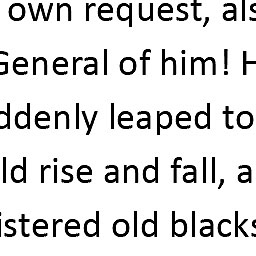 own request, als
General of him! H
ddenly leaped to
ld rise and fall, a
istered old blacks